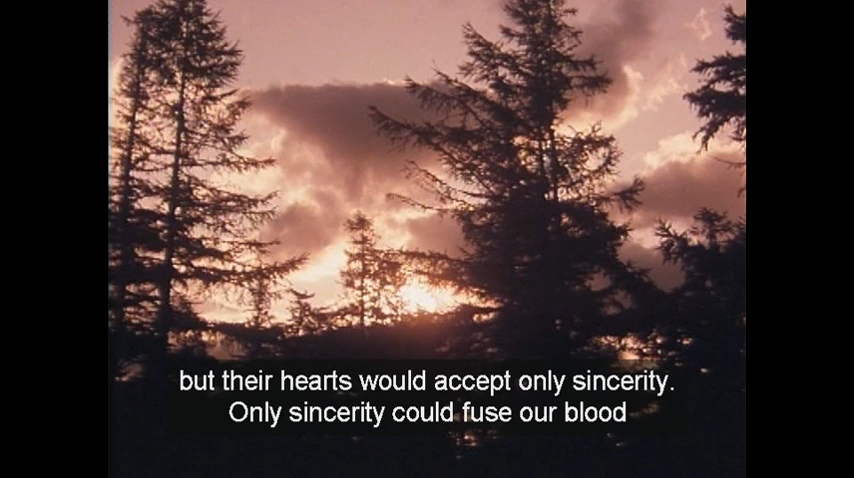 but their hearts would accept only sincerity.
Only sincerity could fuse our blood